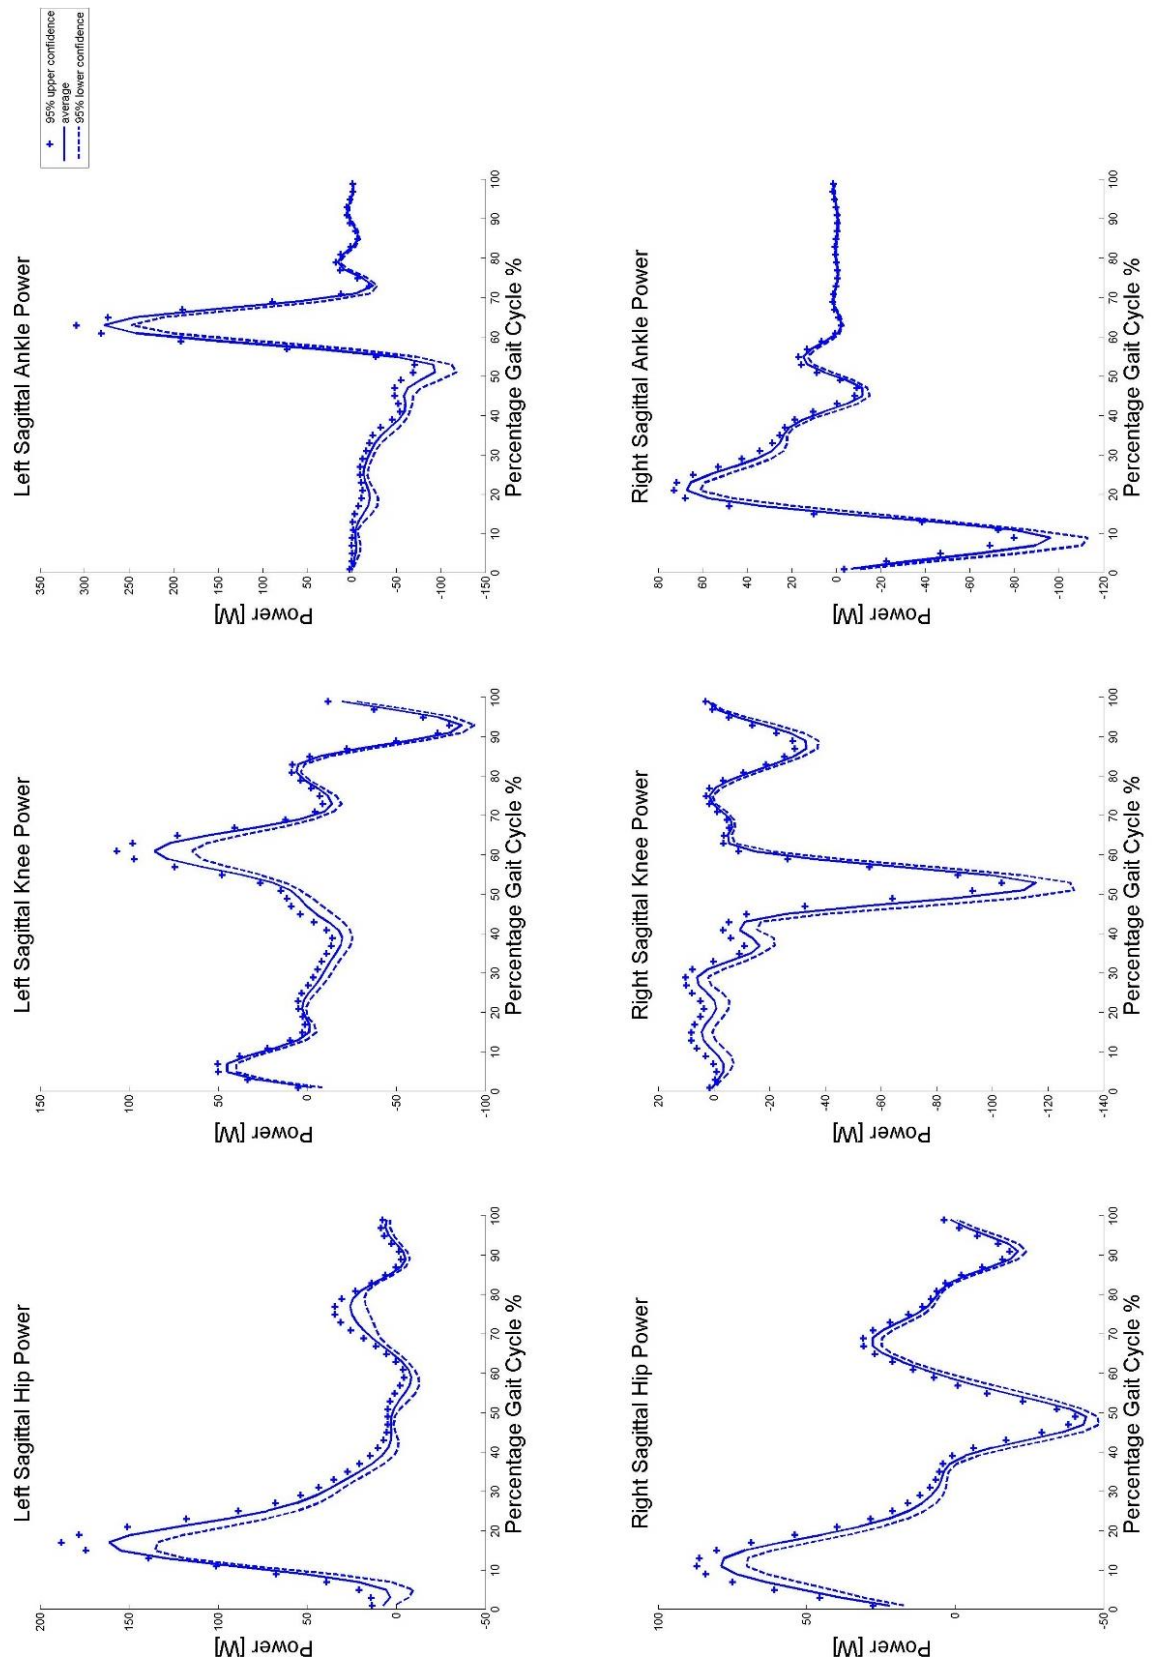 Left Sagittal Hip Power
200
150
100
50
0
-50
Power [W]
0 10 20 30 40 50 60 70 80 90 100
Percentage Gait Cycle %
Left Sagittal Knee Power
150
100
50
0
-50
-100
Power [W]
0 10 20 30 40 50 60 70 80 90 100
Percentage Gait Cycle %
Left Sagittal Ankle Power
350
300
250
200
150
100
50
0
-50
-100
-150
Power [W]
0 10 20 30 40 50 60 70 80 90 100
Percentage Gait Cycle %
95% upper confidence
average
95% lower confidence
Right Sagittal Hip Power
100
50
0
-50
Power [W]
0 10 20 30 40 50 60 70 80 90 100
Percentage Gait Cycle %
Right Sagittal Knee Power
20
0
-20
-40
-60
-80
-100
-120
-140
Power [W]
0 10 20 30 40 50 60 70 80 90 100
Percentage Gait Cycle %
Right Sagittal Ankle Power
80
60
40
20
0
-20
-40
-60
-80
-100
-120
Power [W]
0 10 20 30 40 50 60 70 80 90 100
Percentage Gait Cycle %